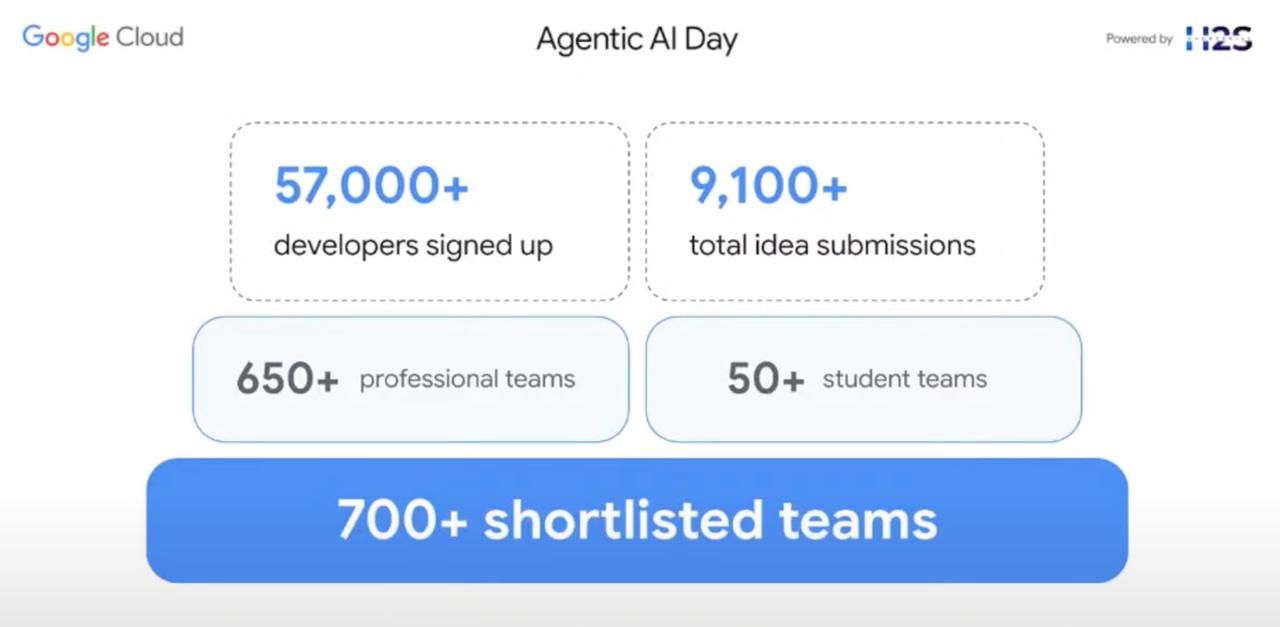 Google Cloud
Agentic AI Day
Powered by H2S
57,000+
developers signed up
9,100+
total idea submissions
650+ professional teams
50+ student teams
700+ shortlisted teams